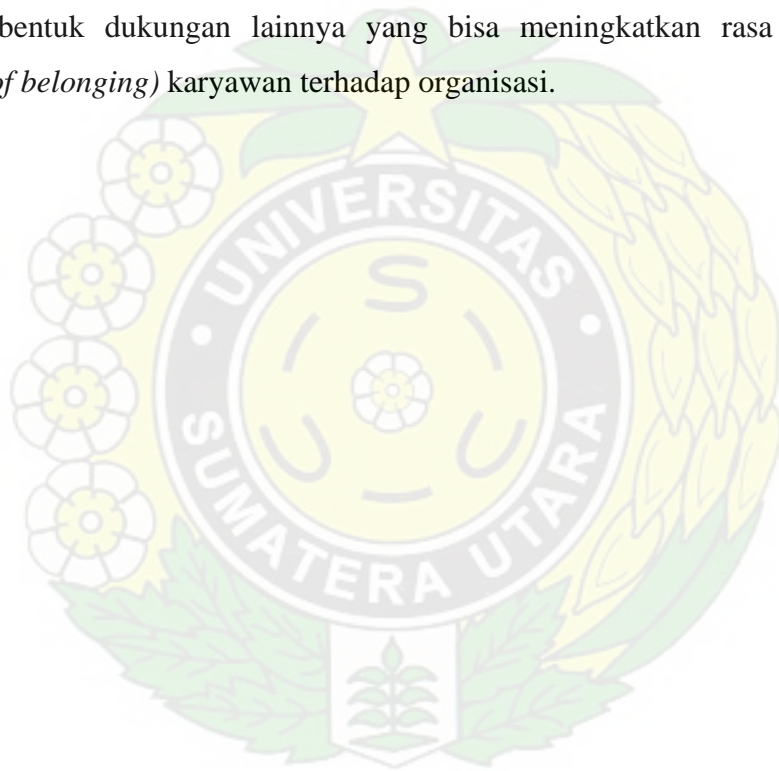 bentuk dukungan lainnya yang bisa meningkatkan rasa
of belonging) karyawan terhadap organisasi.
UNIVERSITAS
S
U U
SUMATERA UTARA